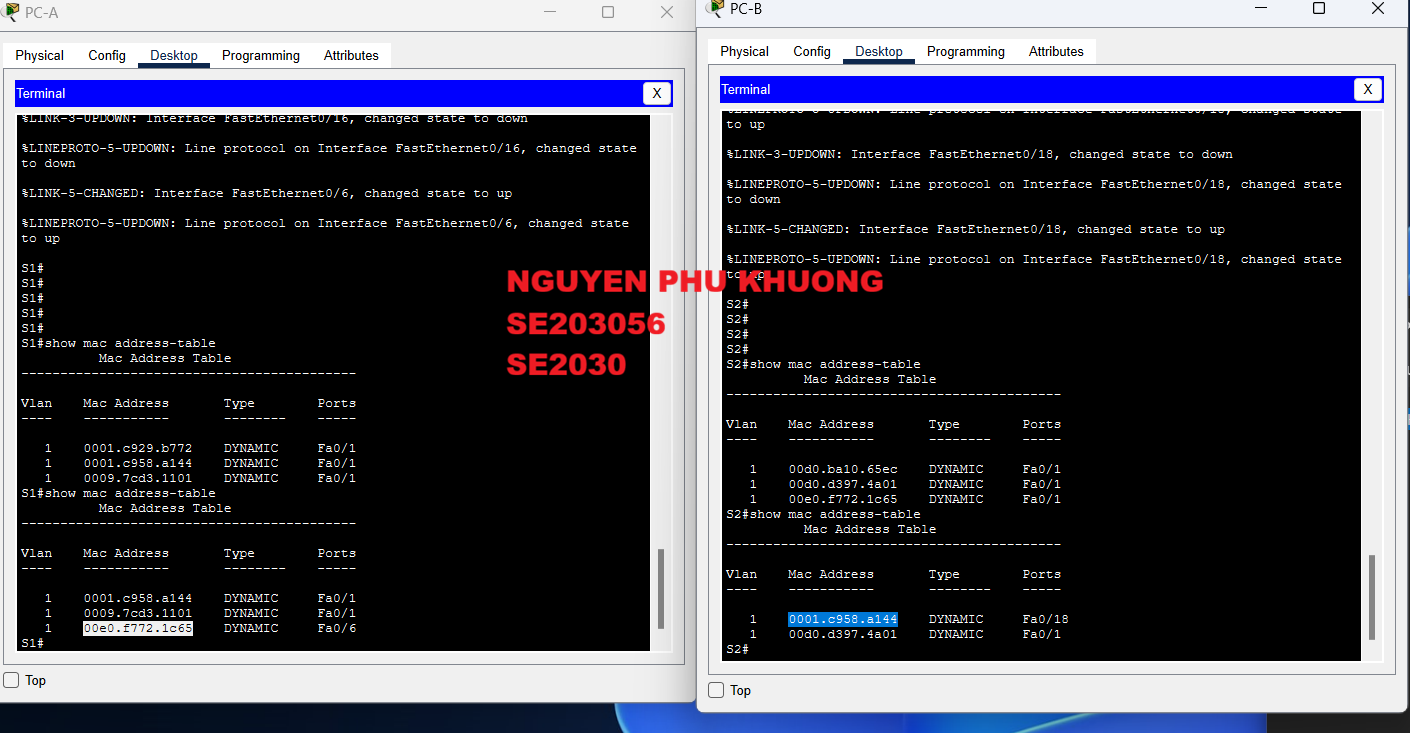 PC-A
Physical Config Desktop Programming Attributes
Terminal X
%LINK-3-UPDOWN: Interface FastEthernet0/16, changed state to down
%LINEPROTO-5-UPDOWN: Line protocol on Interface FastEthernet0/16, changed state
to down
%LINK-5-CHANGED: Interface FastEthernet0/6, changed state to up
%LINEPROTO-5-UPDOWN: Line protocol on Interface FastEthernet0/6, changed state
to up
S1#
S1#
S1#
S1#
S1#
S1#show mac address-table
Mac Address Table
-------------------------------------------
Vlan Mac Address Type Ports
---- ----------- -------- -----
1 0001.c929.b772 DYNAMIC Fa0/1
1 0001.c958.a144 DYNAMIC Fa0/1
1 0009.7cd3.1101 DYNAMIC Fa0/1
S1#show mac address-table
Mac Address Table
-------------------------------------------
Vlan Mac Address Type Ports
---- ----------- -------- -----
1 0001.c958.a144 DYNAMIC Fa0/1
1 0009.7cd3.1101 DYNAMIC Fa0/1
1 00e0.f772.1c65 DYNAMIC Fa0/6
S1#
Top
NGUYEN PHU KHUONG
SE203056
SE2030
PC-B
Physical Config Desktop Programming Attributes
Terminal X
to up
%LINK-3-UPDOWN: Interface FastEthernet0/18, changed state to down
%LINEPROTO-5-UPDOWN: Line protocol on Interface FastEthernet0/18, changed state
to down
%LINK-5-CHANGED: Interface FastEthernet0/18, changed state to up
%LINEPROTO-5-UPDOWN: Line protocol on Interface FastEthernet0/18, changed state
to up
S2#
S2#
S2#
S2#
S2#show mac address-table
Mac Address Table
-------------------------------------------
Vlan Mac Address Type Ports
---- ----------- -------- -----
1 00d0.ba10.65ec DYNAMIC Fa0/1
1 00d0.d397.4a01 DYNAMIC Fa0/1
1 00e0.f772.1c65 DYNAMIC Fa0/1
S2#show mac address-table
Mac Address Table
-------------------------------------------
Vlan Mac Address Type Ports
---- ----------- -------- -----
1 0001.c958.a144 DYNAMIC Fa0/18
1 00d0.d397.4a01 DYNAMIC Fa0/1
S2#
Top